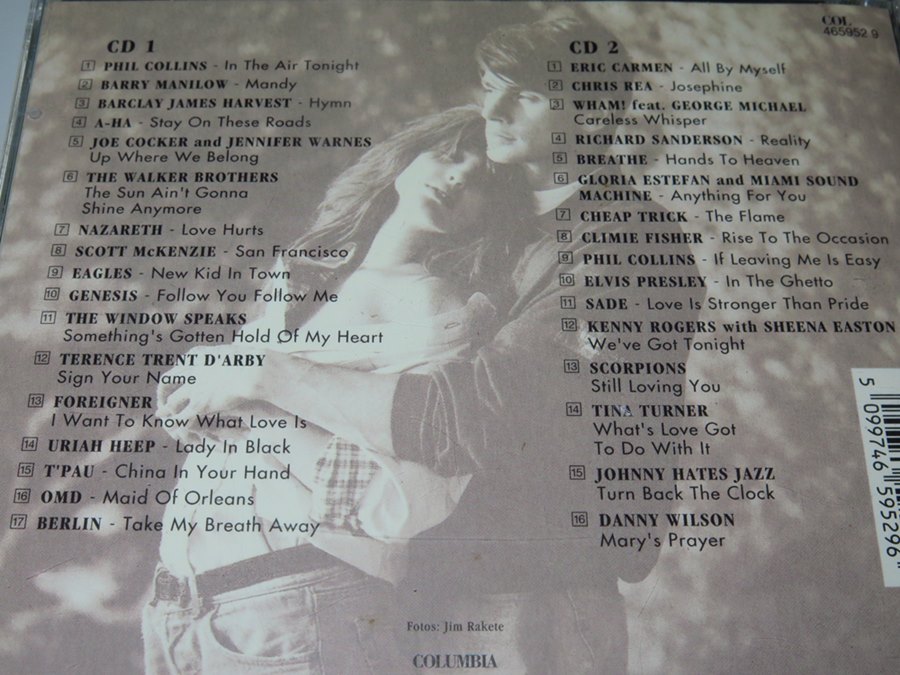 COL
465952 9
CD 1
1 PHIL COLLINS - In The Air Tonight
2 BARRY MANILOW - Mandy
3 BARCLAY JAMES HARVEST - Hymn
4 A-HA - Stay On These Roads
5 JOE COCKER and JENNIFER WARNES
Up Where We Belong
6 THE WALKER BROTHERS
The Sun Ain't Gonna
Shine Anymore
7 NAZARETH - Love Hurts
8 SCOTT McKENZIE - San Francisco
9 EAGLES - New Kid In Town
10 GENESIS - Follow You Follow Me
11 THE WINDOW SPEAKS
Something's Gotten Hold Of My Heart
12 TERENCE TRENT D'ARBY
Sign Your Name
13 FOREIGNER
I Want To Know What Love Is
14 URIAH HEEP - Lady In Black
15 T'PAU - China In Your Hand
16 OMD - Maid Of Orleans
17 BERLIN - Take My Breath Away
CD 2
1 ERIC CARMEN - All By Myself
2 CHRIS REA - Josephine
3 WHAM! feat. GEORGE MICHAEL
Careless Whisper
4 RICHARD SANDERSON - Reality
5 BREATHE - Hands To Heaven
6 GLORIA ESTEFAN and MIAMI SOUND
MACHINE - Anything For You
7 CHEAP TRICK - The Flame
8 CLIMIE FISHER - Rise To The Occasion
9 PHIL COLLINS - If Leaving Me Is Easy
10 ELVIS PRESLEY - In The Ghetto
11 SADE - Love Is Stronger Than Pride
12 KENNY ROGERS with SHEENA EASTON
We've Got Tonight
13 SCORPIONS
Still Loving You
14 TINA TURNER
What's Love Got
To Do With It
15 JOHNNY HATES JAZZ
Turn Back The Clock
16 DANNY WILSON
Mary's Prayer
5 099746 595296
Fotos: Jim Rakete
COLUMBIA